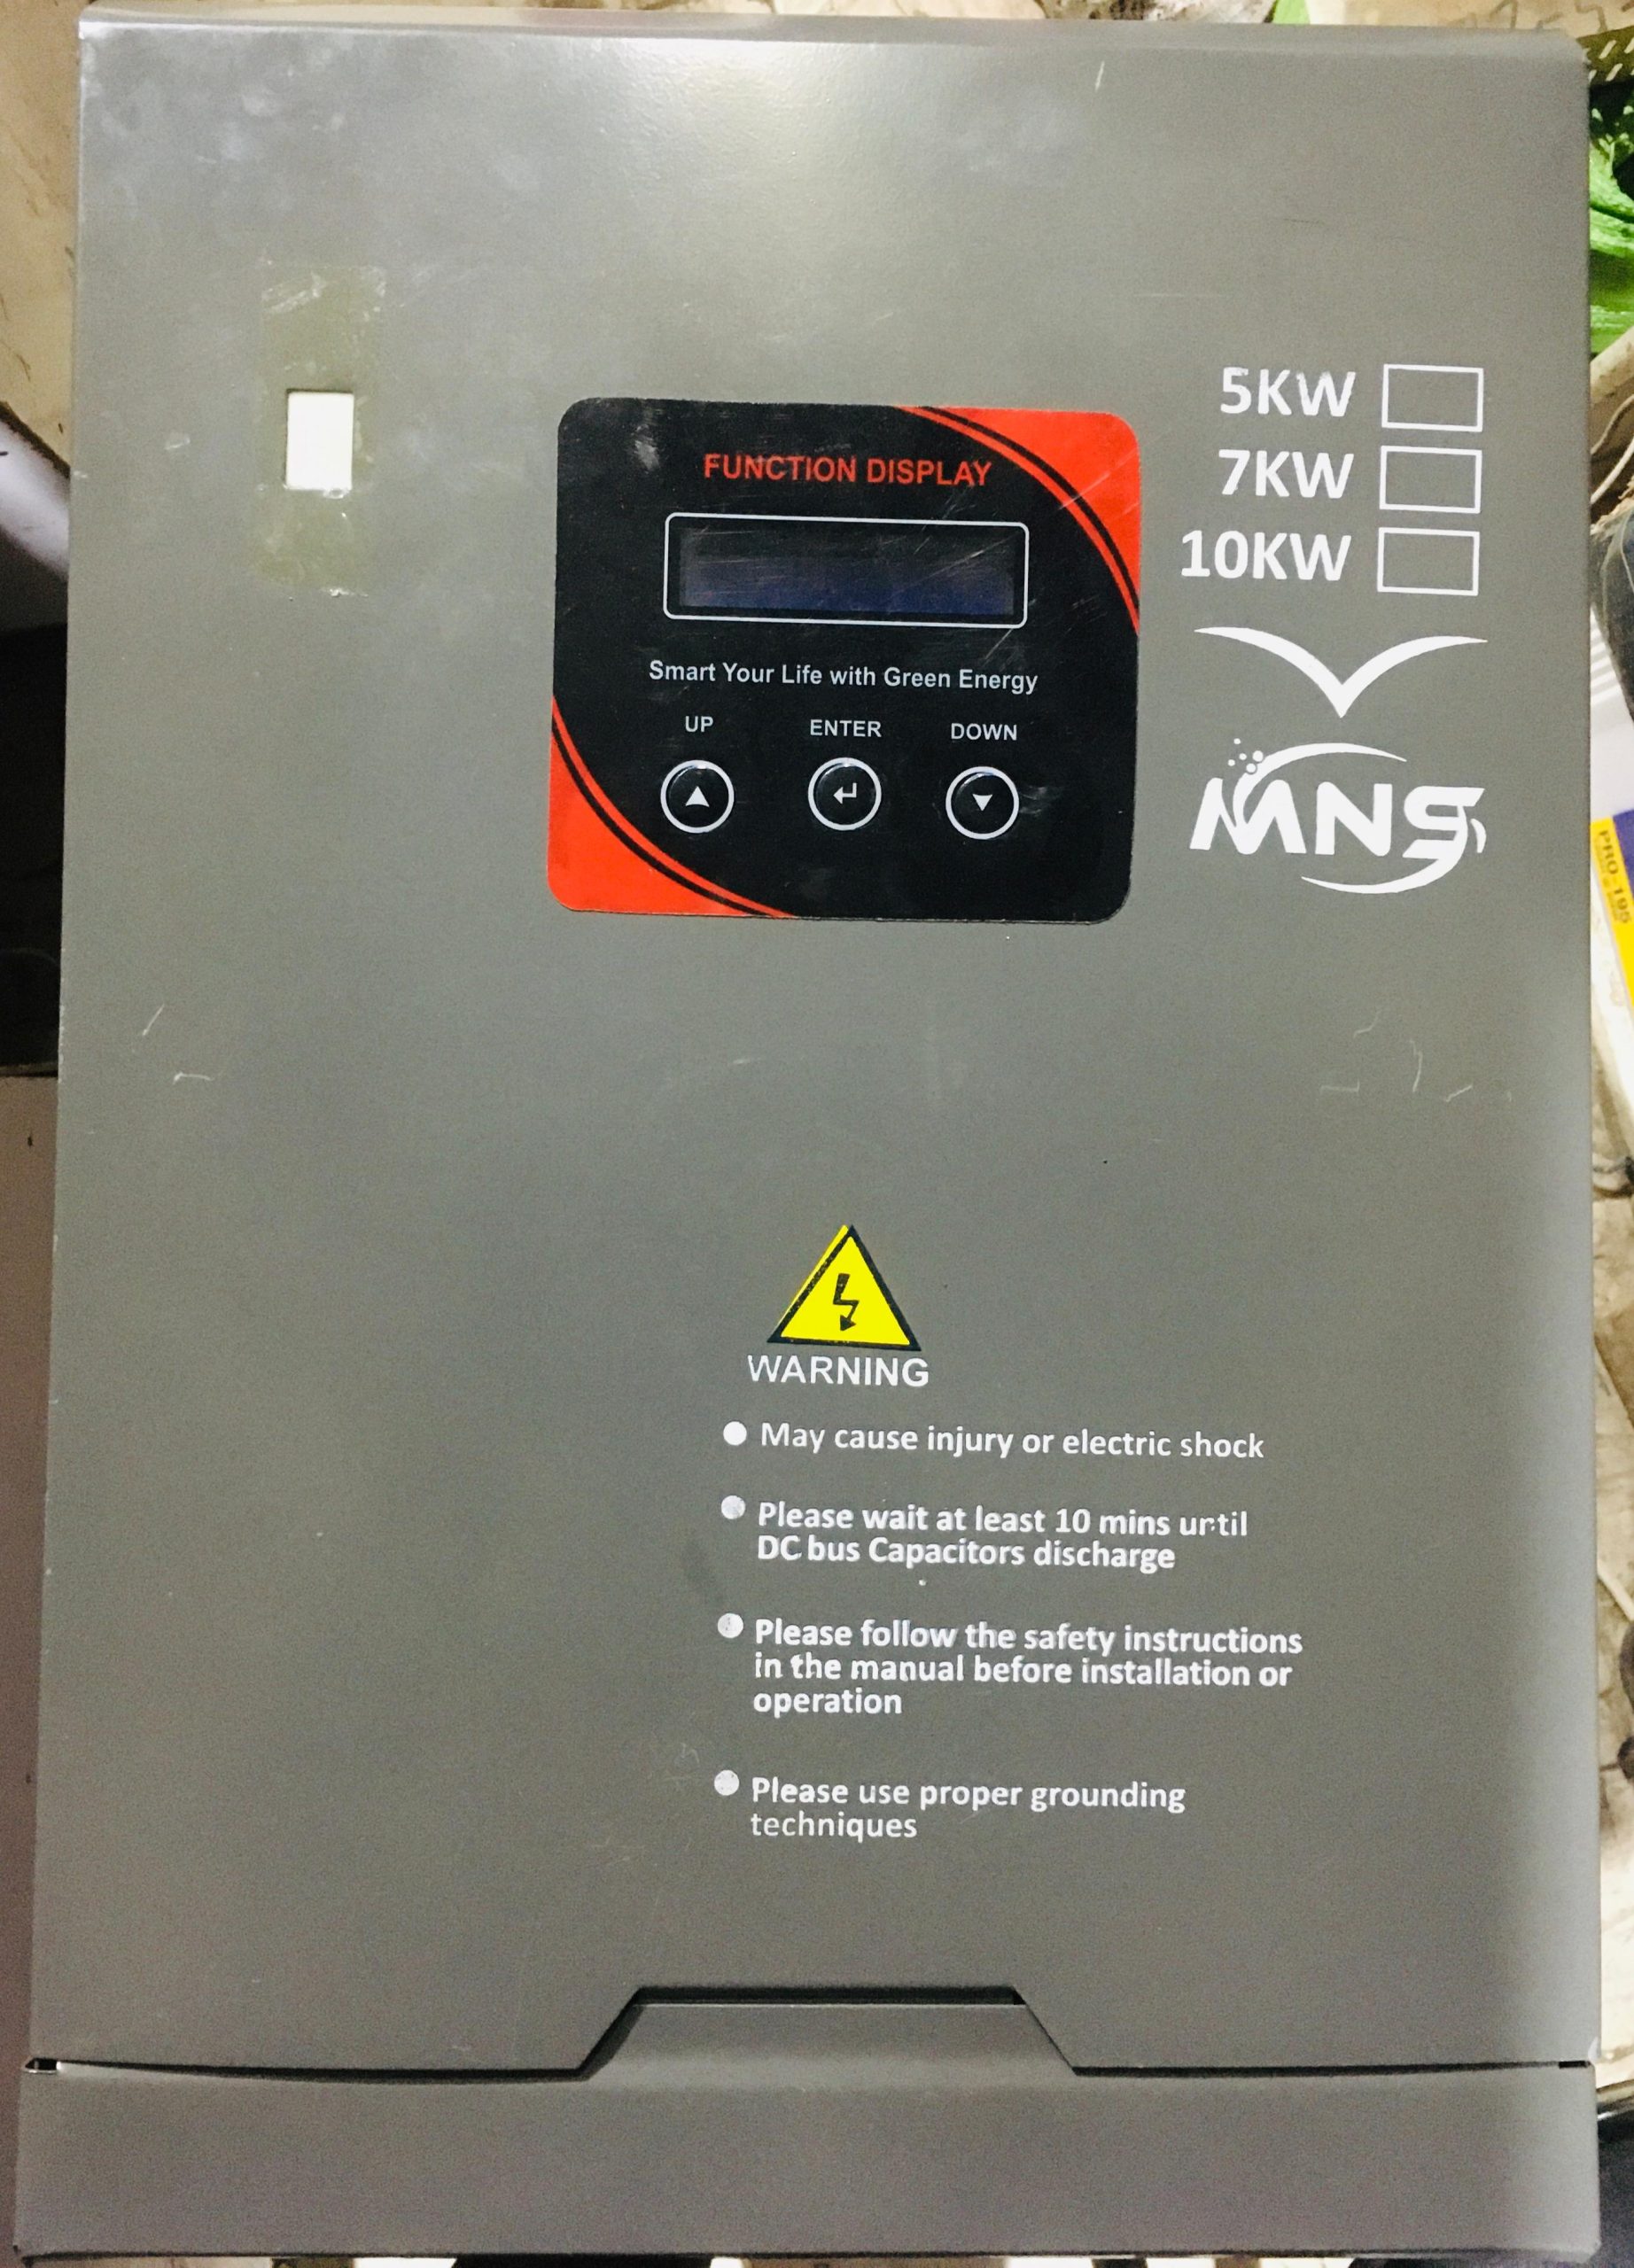 5KW
7KW
10KW
FUNCTION DISPLAY
Smart Your Life with Green Energy
UP ENTER DOWN
MNS
WARNING
May cause injury or electric shock
Please wait at least 10 mins until
DC bus Capacitors discharge
Please follow the safety instructions
in the manual before installation or
operation
Please use proper grounding
techniques
PRO-195